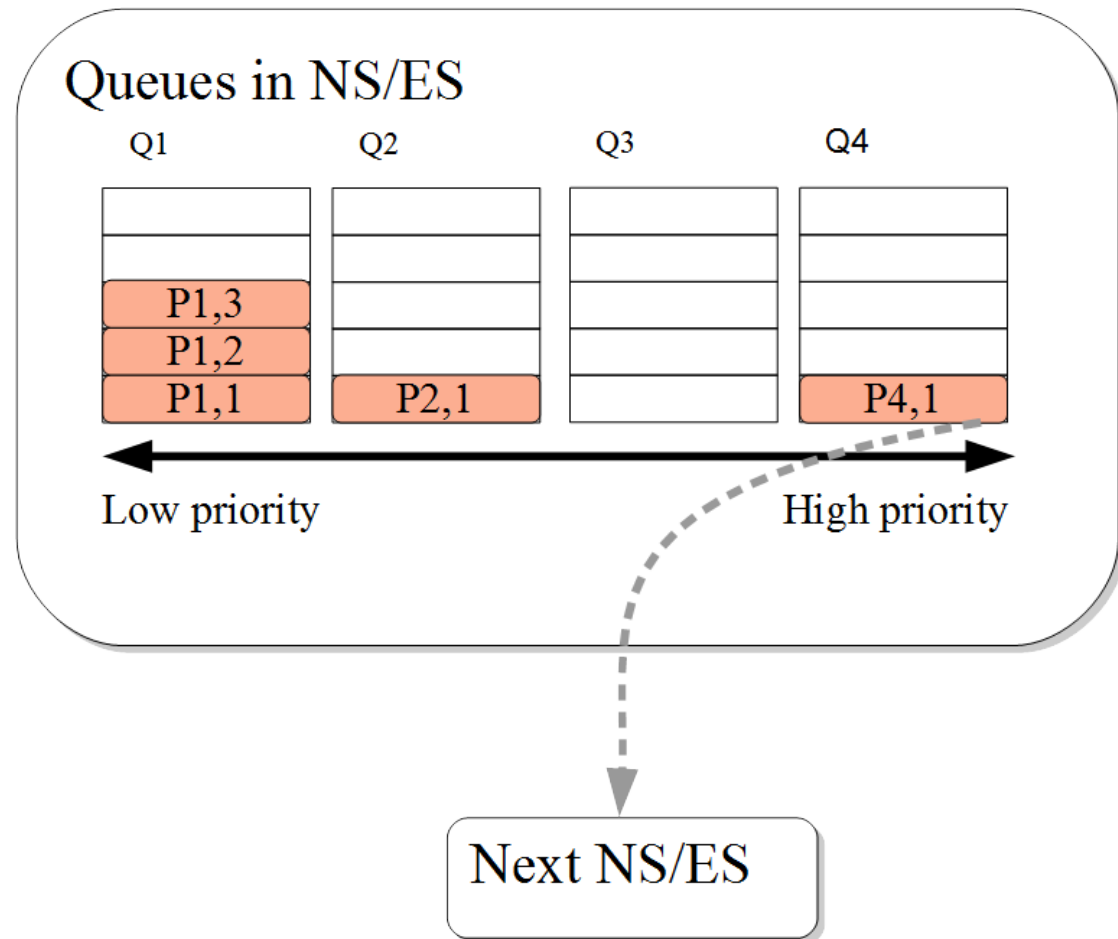 Queues in NS/ES
Q1 Q2 Q3 Q4
P1,3
P1,2
P1,1 P2,1 P4,1
Low priority High priority
Next NS/ES